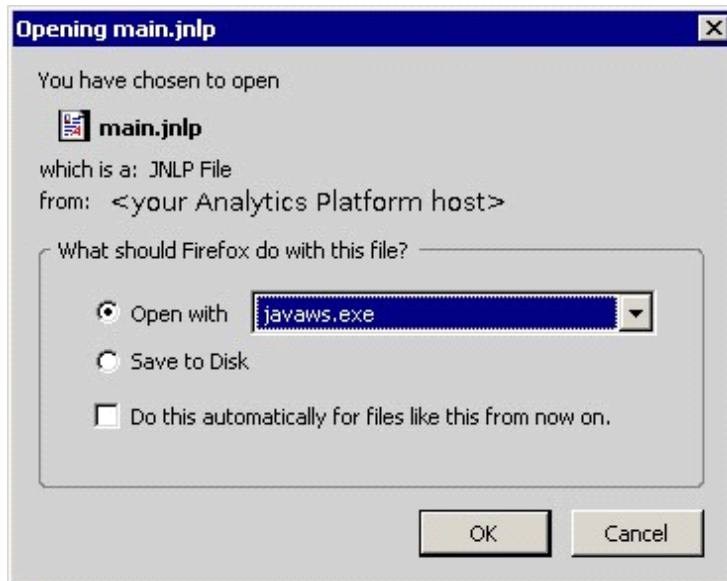 Opening main.jnlp
You have chosen to open
main.jnlp
which is a: JNLP File
from: <your Analytics Platform host>
What should Firefox do with this file?
Open with javaws.exe
Save to Disk
Do this automatically for files like this from now on.
OK Cancel